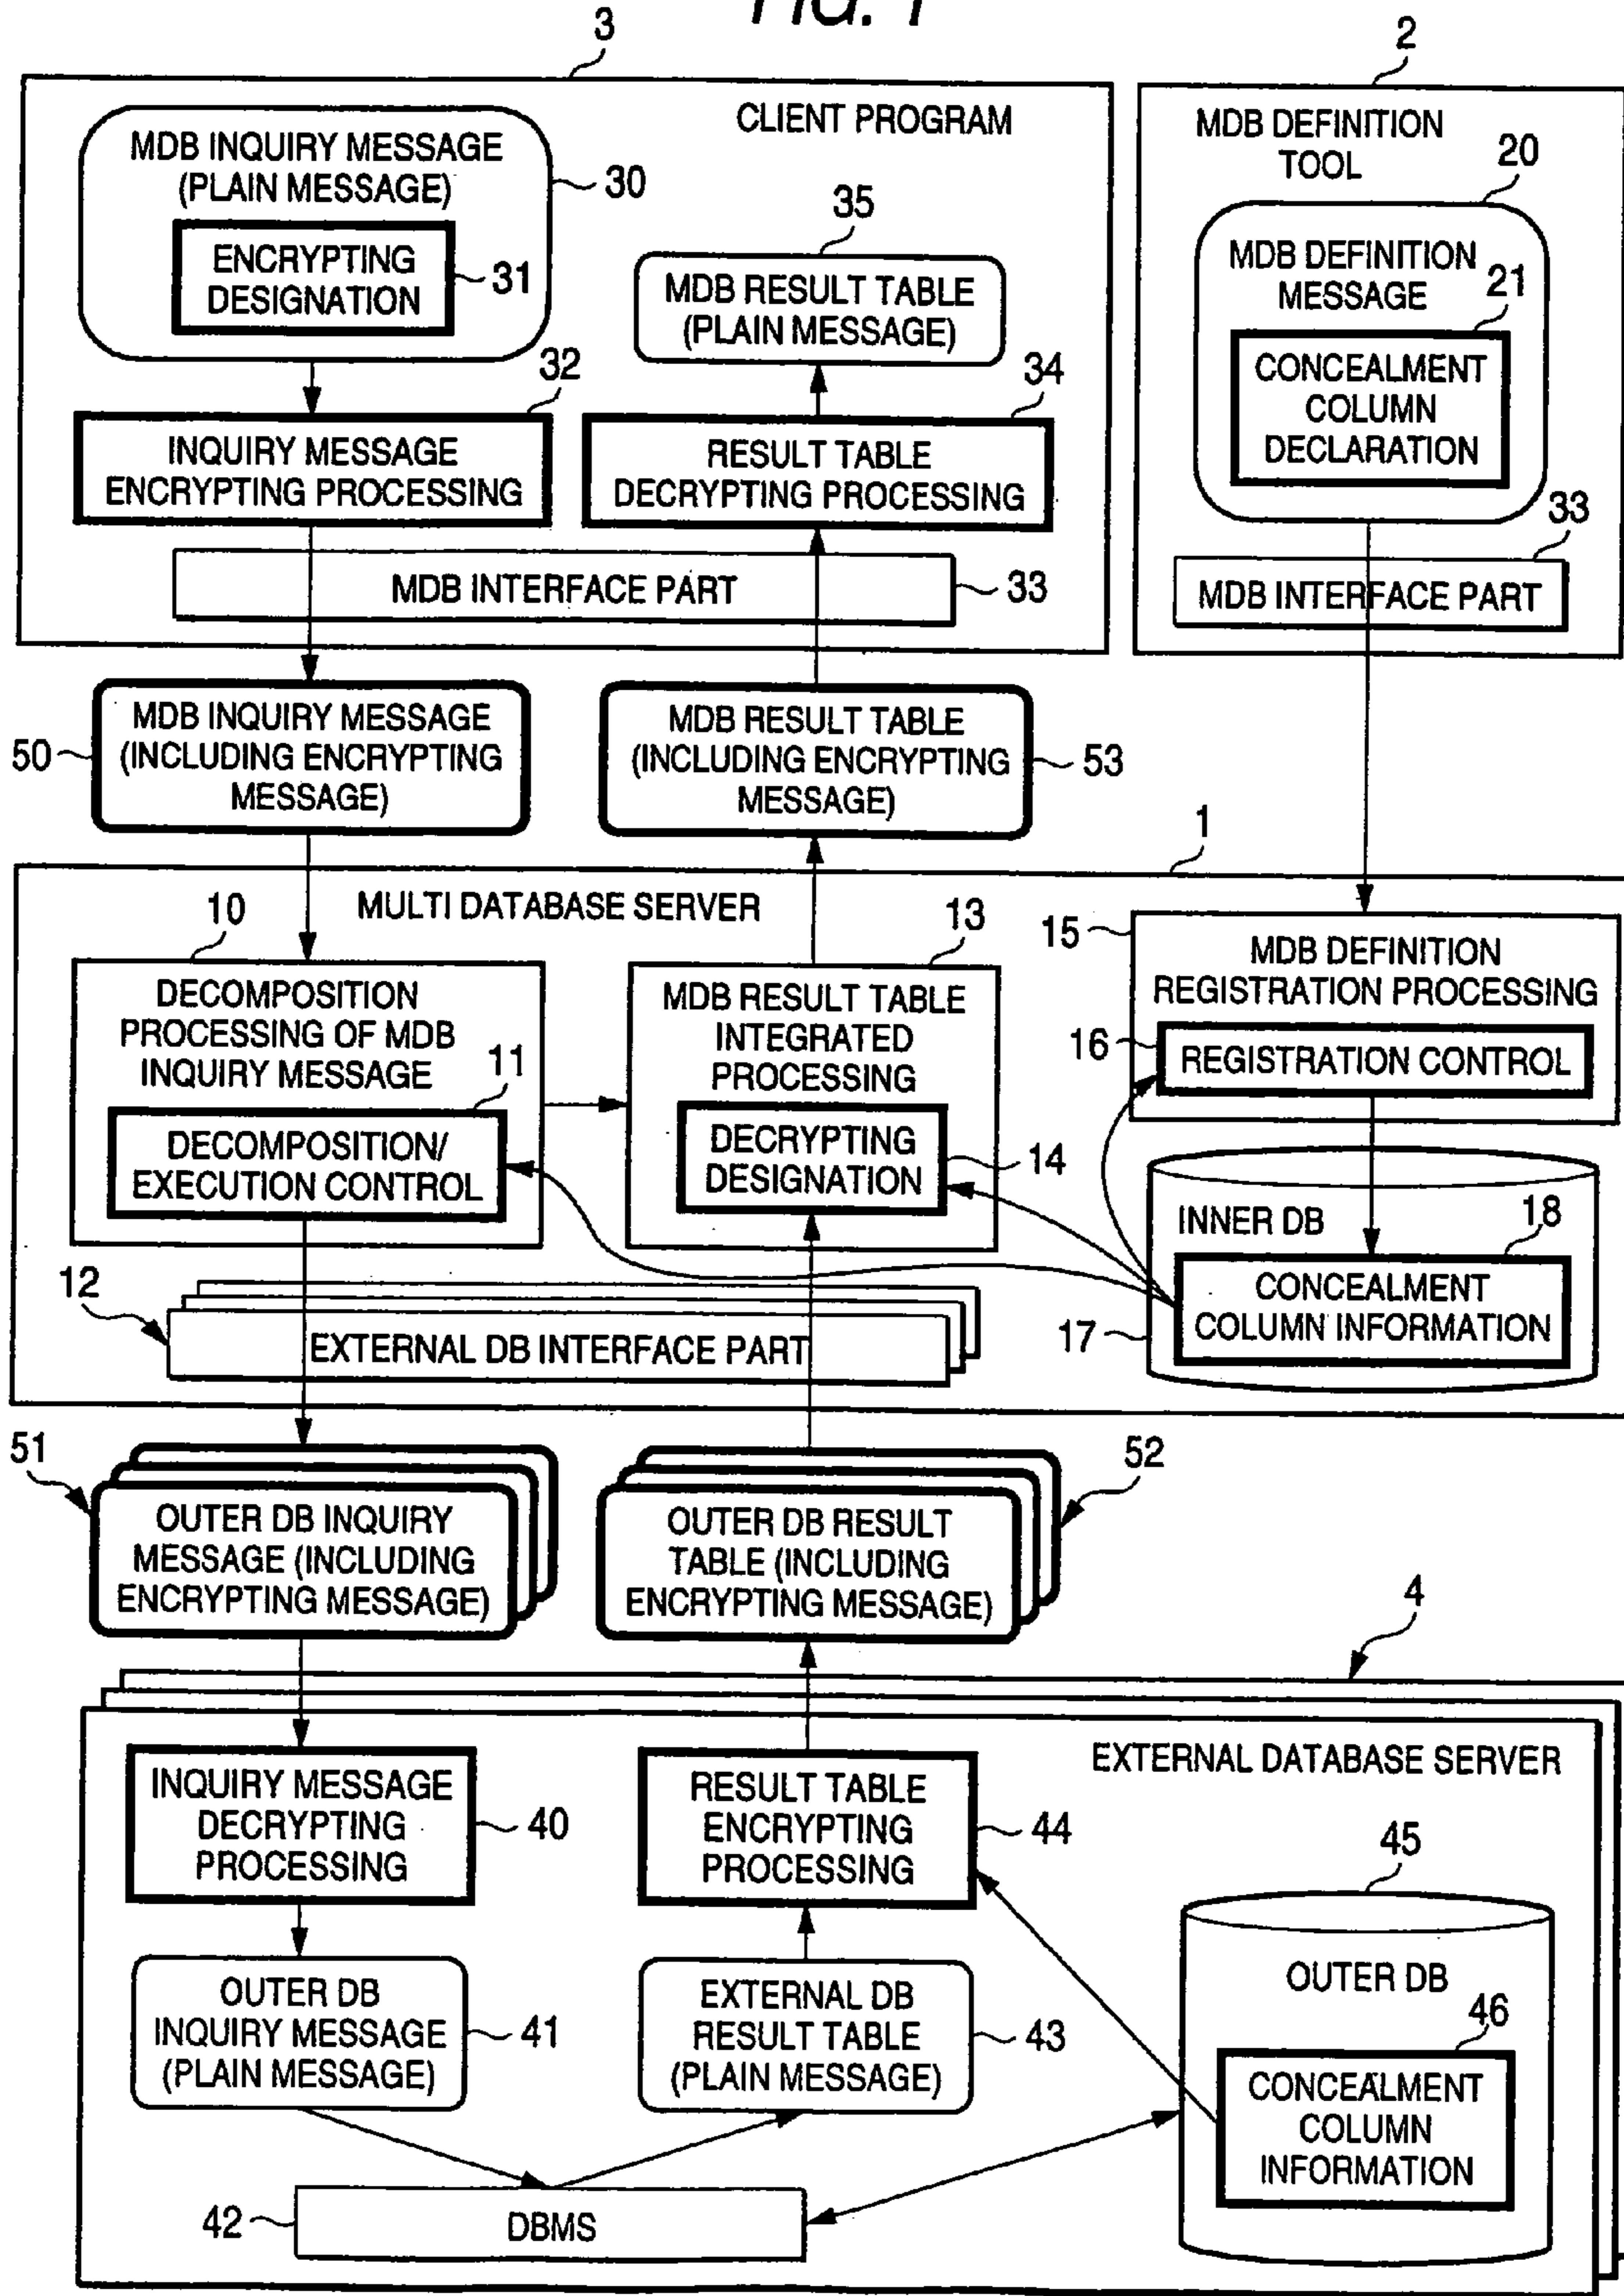 FIG. 1
3
2
CLIENT PROGRAM
MDB INQUIRY MESSAGE
(PLAIN MESSAGE)
30
ENCRYPTING
DESIGNATION
31
35
MDB RESULT TABLE
(PLAIN MESSAGE)
32
34
INQUIRY MESSAGE
ENCRYPTING PROCESSING
RESULT TABLE
DECRYPTING PROCESSING
MDB INTERFACE PART
33
MDB DEFINITION
TOOL
20
MDB DEFINITION
MESSAGE
21
CONCEALMENT
COLUMN
DECLARATION
33
MDB INTERFACE PART
50
MDB INQUIRY MESSAGE
(INCLUDING ENCRYPTING
MESSAGE)
MDB RESULT TABLE
(INCLUDING ENCRYPTING
MESSAGE)
53
1
MULTI DATABASE SERVER
10
DECOMPOSITION
PROCESSING OF MDB
INQUIRY MESSAGE
11
DECOMPOSITION/
EXECUTION CONTROL
13
MDB RESULT TABLE
INTEGRATED
PROCESSING
DECRYPTING
DESIGNATION
14
15
MDB DEFINITION
REGISTRATION PROCESSING
16
REGISTRATION CONTROL
INNER DB
18
CONCEALMENT
COLUMN INFORMATION
17
12
EXTERNAL DB INTERFACE PART
51
OUTER DB INQUIRY
MESSAGE (INCLUDING
ENCRYPTING MESSAGE)
52
OUTER DB RESULT
TABLE (INCLUDING
ENCRYPTING MESSAGE)
4
EXTERNAL DATABASE SERVER
INQUIRY MESSAGE
DECRYPTING
PROCESSING
40
RESULT TABLE
ENCRYPTING
PROCESSING
44
45
OUTER DB
INQUIRY MESSAGE
(PLAIN MESSAGE)
41
EXTERNAL DB
RESULT TABLE
(PLAIN MESSAGE)
43
OUTER DB
46
CONCEALMENT
COLUMN
INFORMATION
42
DBMS